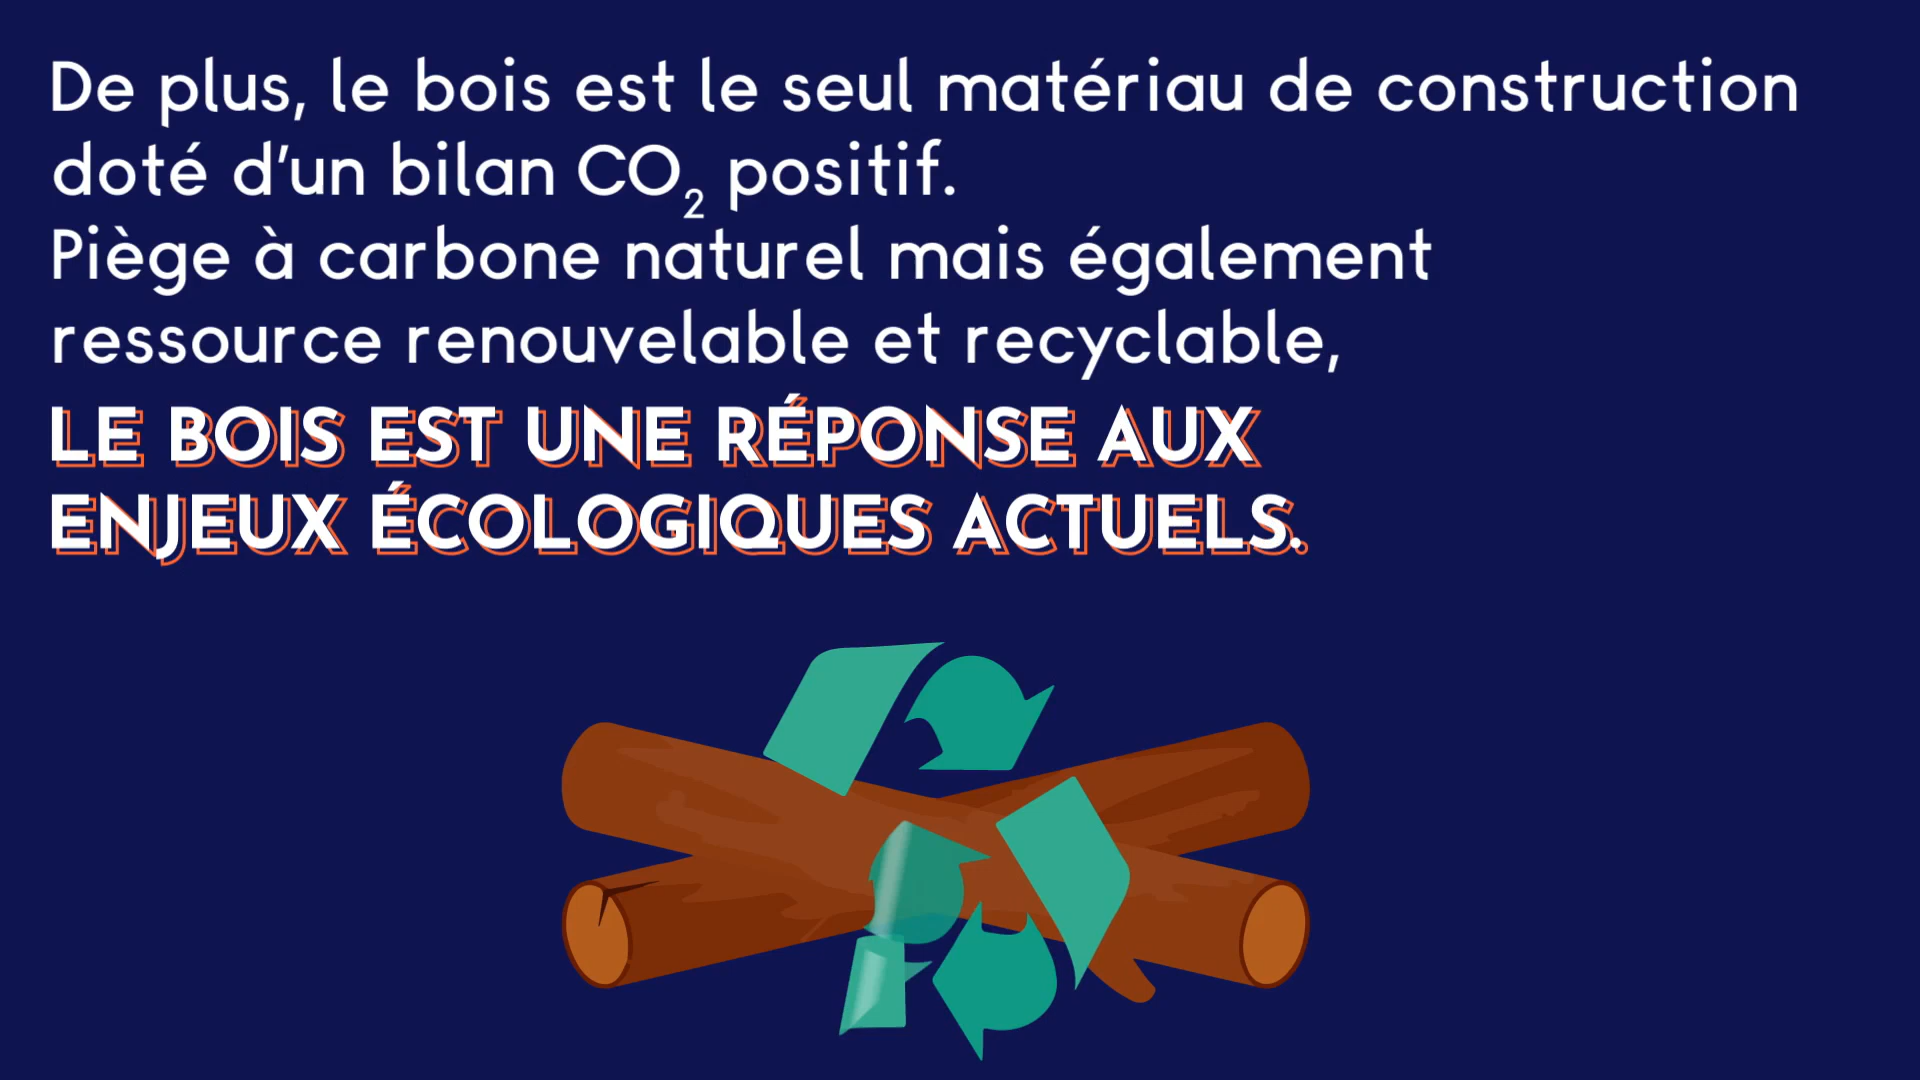 De plus, le bois est le seul matériau de construction
doté d'un bilan CO₂ positif.
Piège à carbone naturel mais également
ressource renouvelable et recyclable,
LE BOIS EST UNE RÉPONSE AUX
ENJEUX ÉCOLOGIQUES ACTUELS.